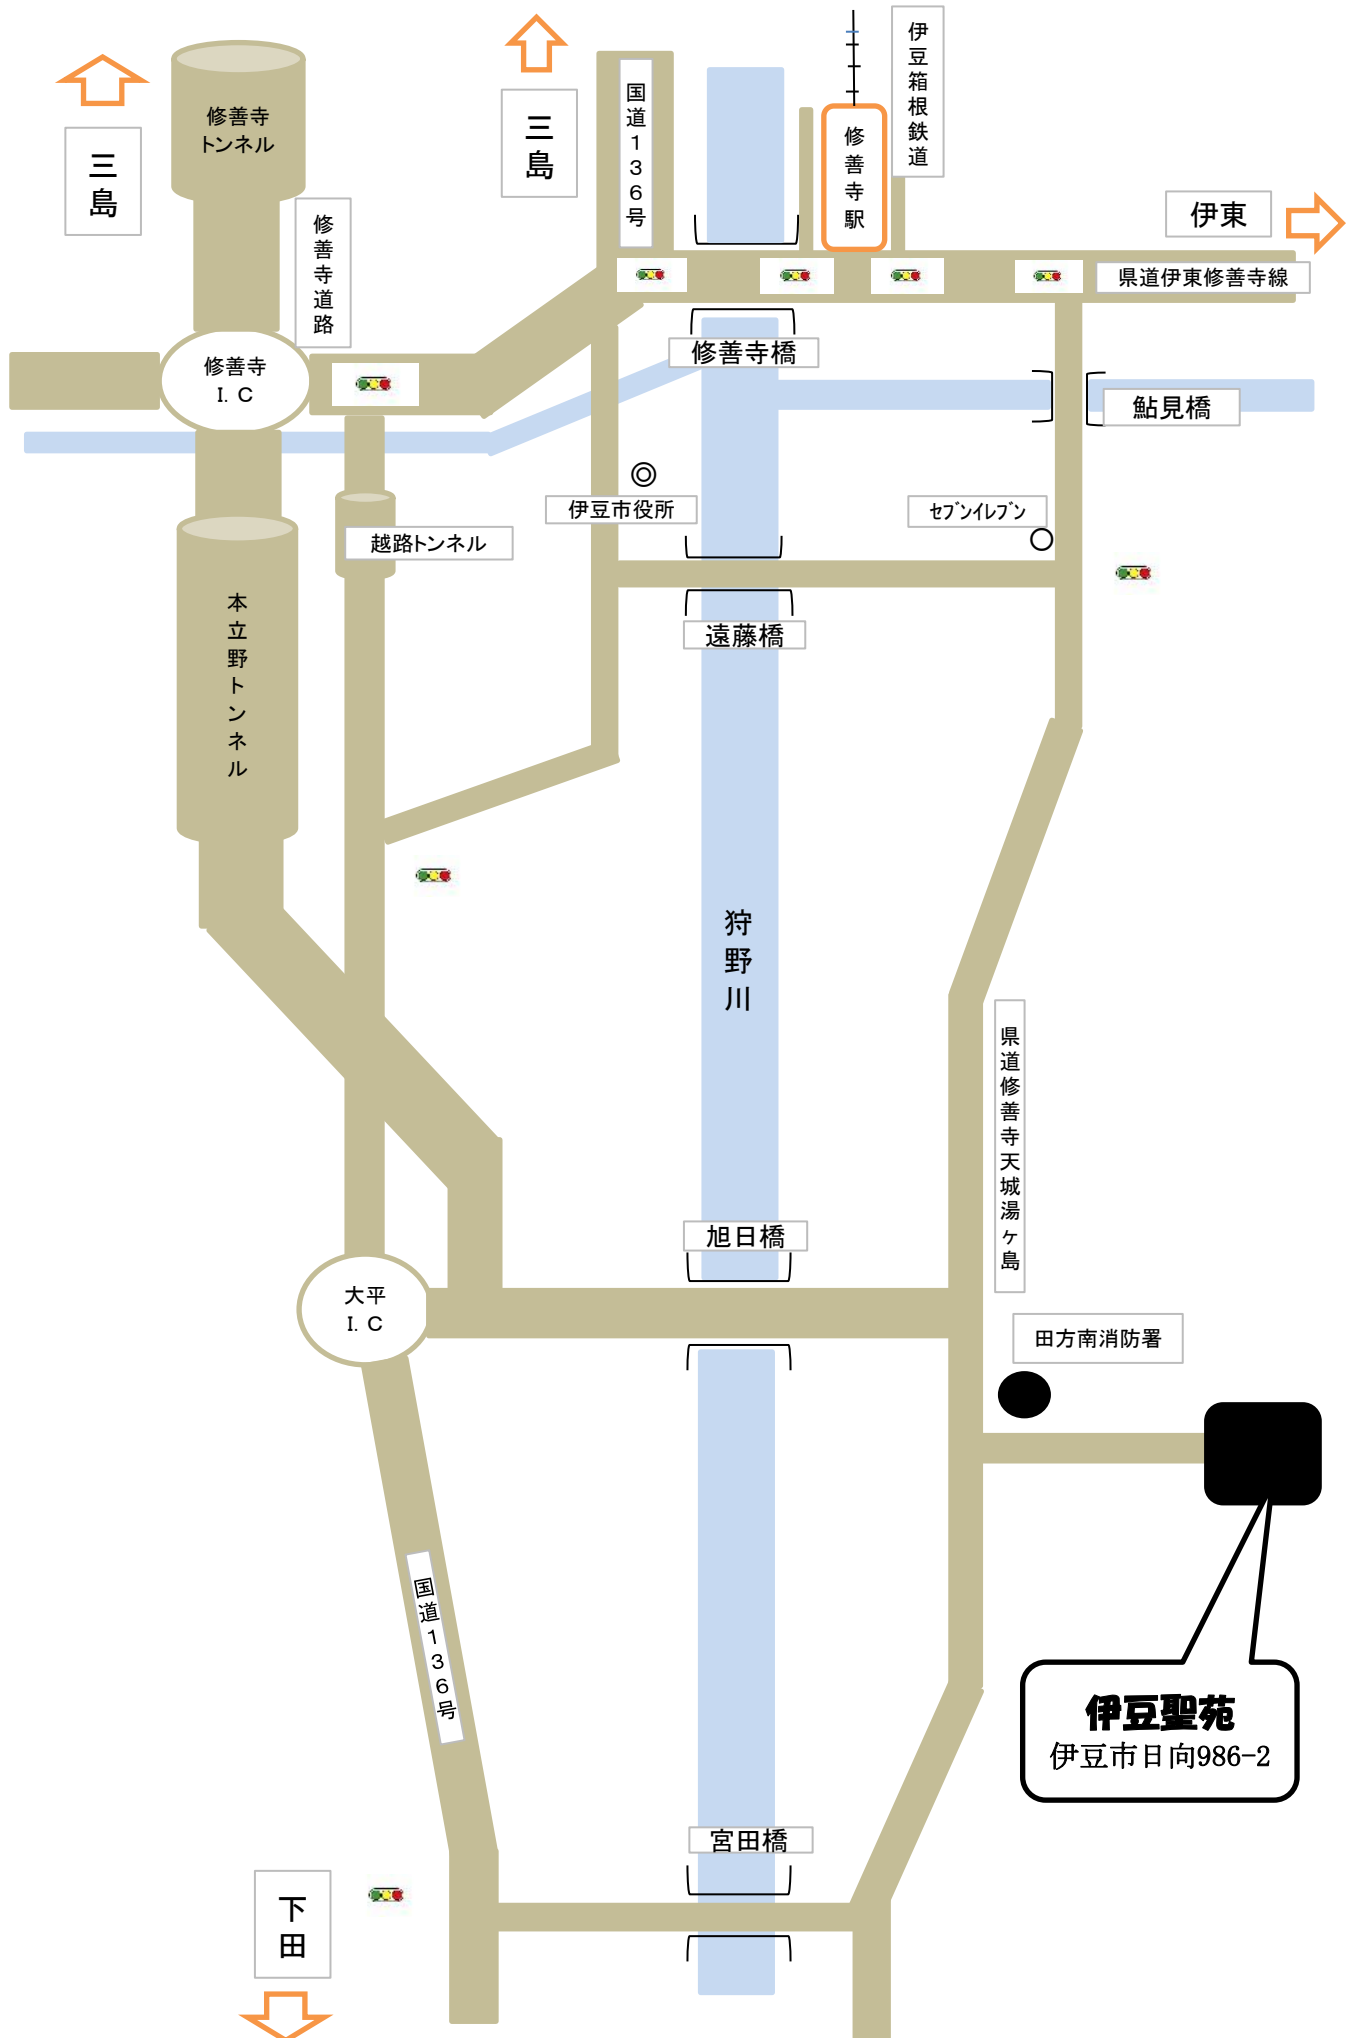 三島
修善寺
トンネル
修善寺道路
三島
国道136号
修善寺駅
伊豆箱根鉄道
伊東
県道伊東修善寺線
修善寺
I.C
修善寺橋
鮎見橋
伊豆市役所
セブンイレブン
越路トンネル
遠藤橋
本立野トンネル
狩野川
県道修善寺天城湯ヶ島
旭日橋
大平
I.C
田方南消防署
国道136号
伊豆聖苑
伊豆市日向986-2
宮田橋
下田